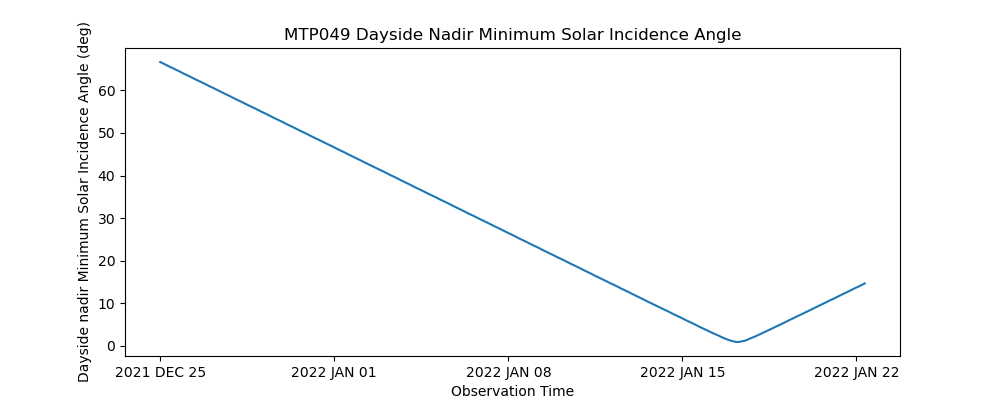 MTP049 Dayside Nadir Minimum Solar Incidence Angle
Dayside nadir Minimum Solar Incidence Angle (deg)
60
50
40
30
20
10
0
2021 DEC 25
2022 JAN 01
2022 JAN 08
2022 JAN 15
2022 JAN 22
Observation Time